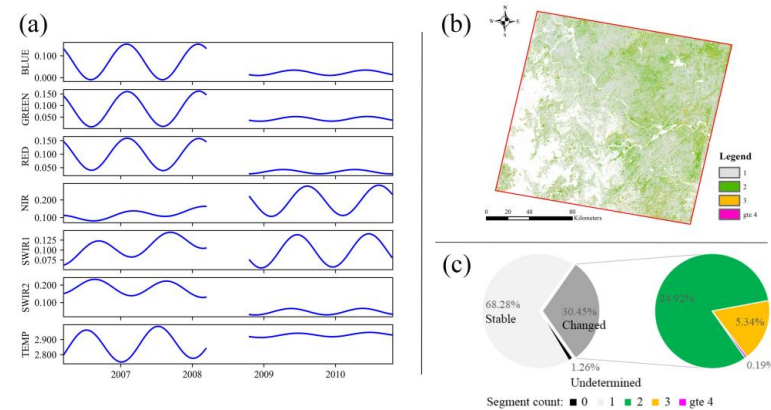 (a)
BLUE
0.100
0.000
GREEN
0.150
0.100
0.050
RED
0.150
0.100
0.050
NIR
0.200
0.100
SWIR1
0.125
0.100
0.075
SWIR2
0.200
0.100
TEMP
2.900
2.800
2007 2008 2009 2010
(b)
N
W E
S
Legend
1
2
3
gte 4
0 20 40 80
Kilometers
(c)
68.28%
Stable
30.45%
Changed
1.26%
Undetermined
24.92%
5.34%
0.19%
Segment count: 0 1 2 3 gte 4